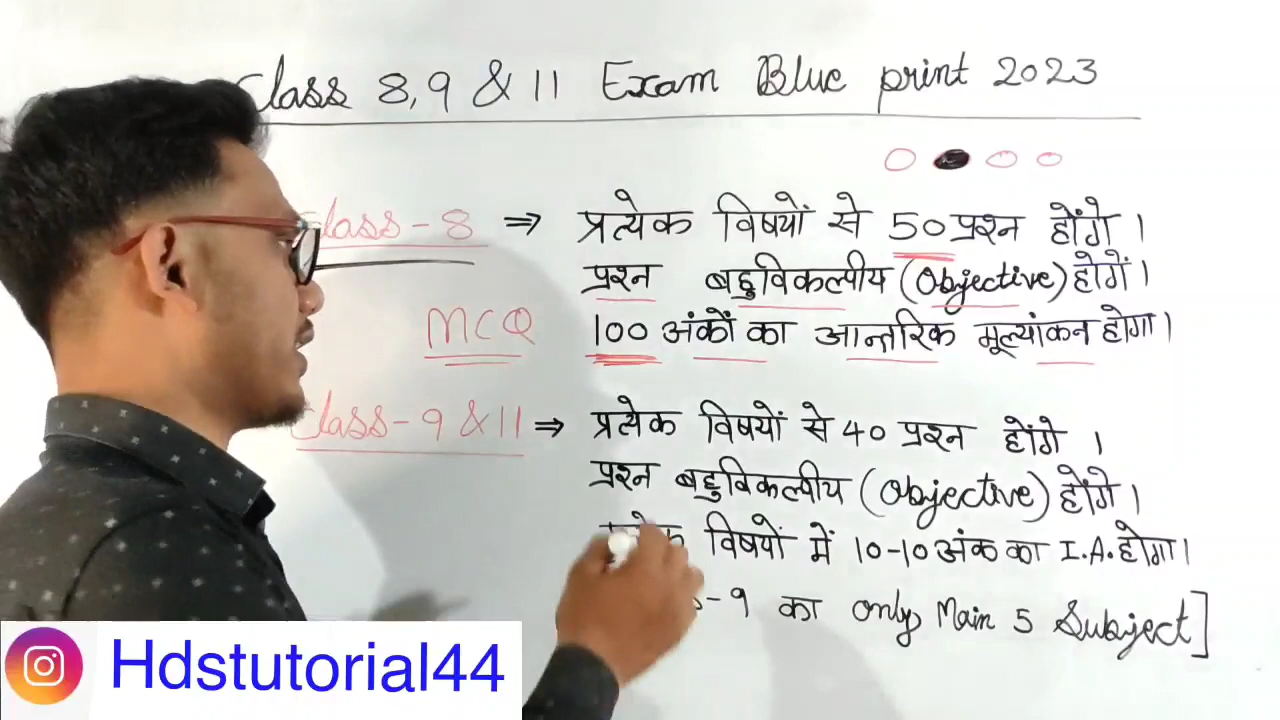 Class 8, 9 & 11 Exam Blue print 2023
Class - 8 ⇒ प्रत्येक विषयों से 50 प्रश्न होंगे ।
प्रश्न बहुविकल्पीय (Objective) होगें ।
MCQ 100 अंकों का आन्तरिक मूल्यांकन होगा ।
Class - 9 & 11 ⇒ प्रत्येक विषयों से 40 प्रश्न होंगे ।
प्रश्न बहुविकल्पीय (Objective) होंगे ।
विषयों में 10-10 अंक का I.A. होगा ।
-9 का only Main 5 Subject]
Hdstutorial44